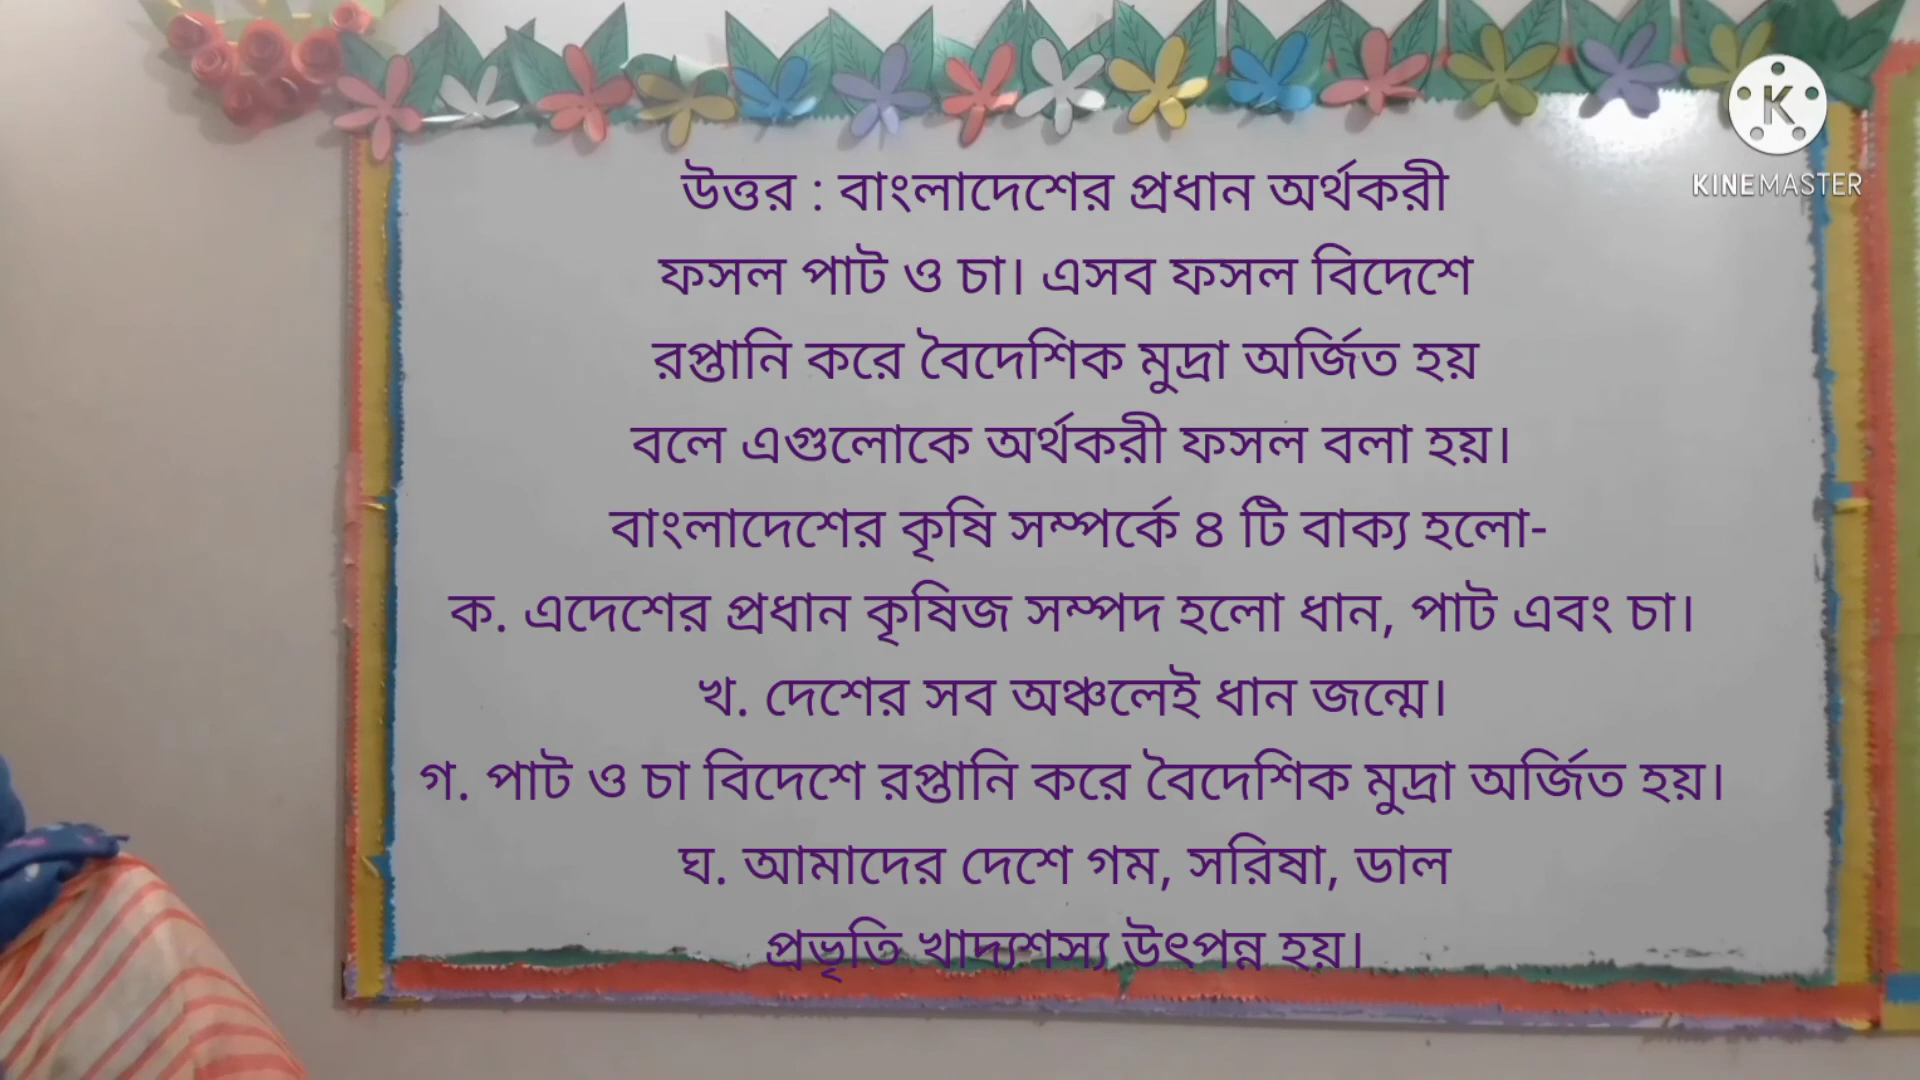 উত্তর : বাংলাদেশের প্রধান অর্থকরী
ফসল পাট ও চা। এসব ফসল বিদেশে
রপ্তানি করে বৈদেশিক মুদ্রা অর্জিত হয়
বলে এগুলোকে অর্থকরী ফসল বলা হয়।
বাংলাদেশের কৃষি সম্পর্কে ৪ টি বাক্য হলো-
ক. এদেশের প্রধান কৃষিজ সম্পদ হলো ধান, পাট এবং চা।
খ. দেশের সব অঞ্চলেই ধান জন্মে।
গ. পাট ও চা বিদেশে রপ্তানি করে বৈদেশিক মুদ্রা অর্জিত হয়।
ঘ. আমাদের দেশে গম, সরিষা, ডাল
প্রভৃতি খাদ্যশস্য উৎপন্ন হয়।
K
KINEMASTER